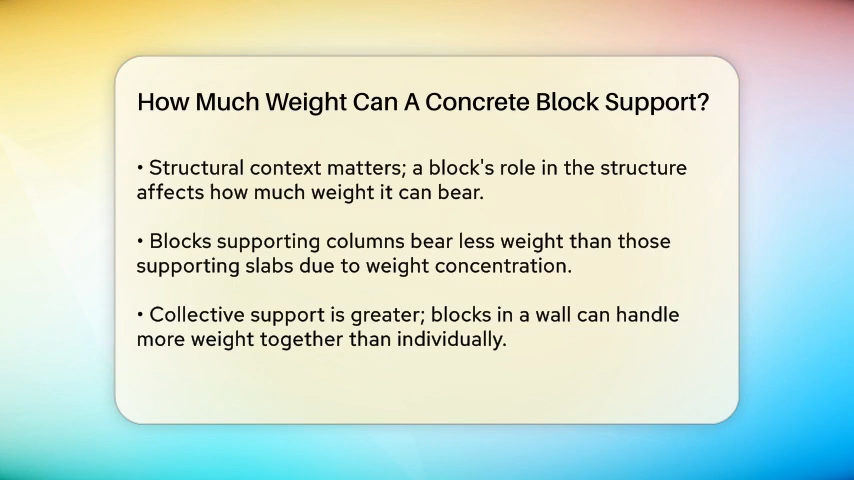 How Much Weight Can A Concrete Block Support?
• Structural context matters; a block's role in the structure
affects how much weight it can bear.
• Blocks supporting columns bear less weight than those
supporting slabs due to weight concentration.
• Collective support is greater; blocks in a wall can handle
more weight together than individually.